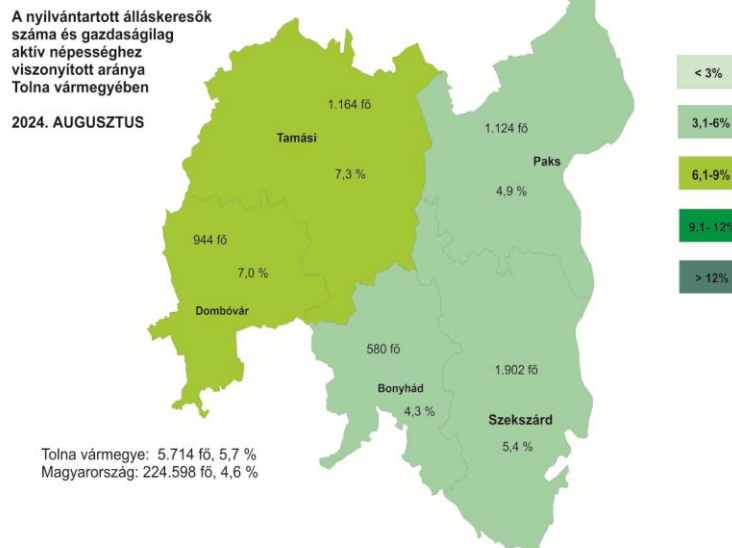 A nyilvántartott álláskeresők
száma és gazdaságilag
aktív népességhez
viszonyított aránya
Tolna vármegyében
2024. AUGUSZTUS
1.164 fő
Tamási
7,3 %
1.124 fő
Paks
4,9 %
944 fő
7,0 %
Dombóvár
580 fő
Bonyhád
4,3 %
1.902 fő
Szekszárd
5,4 %
< 3%
3,1-6%
6,1-9%
9,1- 12%
> 12%
Tolna vármegye: 5.714 fő, 5,7 %
Magyarország: 224.598 fő, 4,6 %